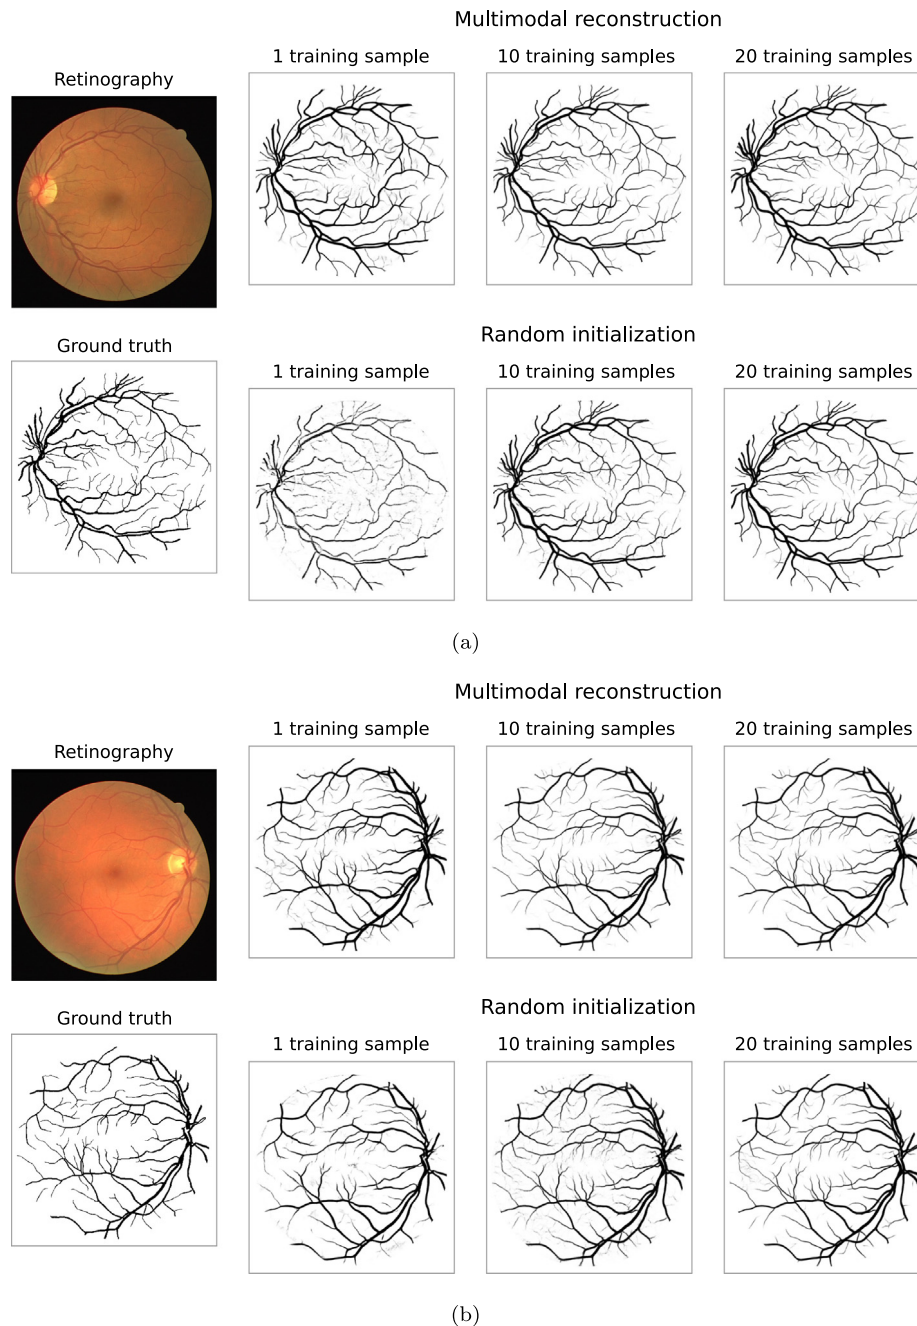 Multimodal reconstruction
1 training sample 10 training samples 20 training samples
Retinography
Random initialization
Ground truth
1 training sample 10 training samples 20 training samples
(a)
Multimodal reconstruction
1 training sample 10 training samples 20 training samples
Retinography
Random initialization
Ground truth
1 training sample 10 training samples 20 training samples
(b)